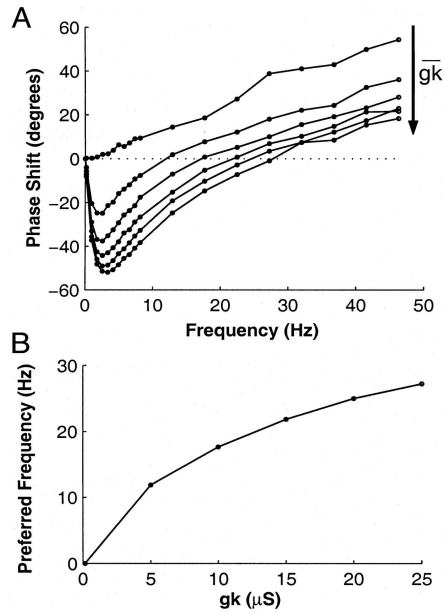 A
Phase Shift (degrees)
60
40
20
0
−20
−40
−60
gk
0 10 20 30 40 50
Frequency (Hz)
B
Preferred Frequency (Hz)
30
20
10
0
0 5 10 15 20 25
gk (μS)